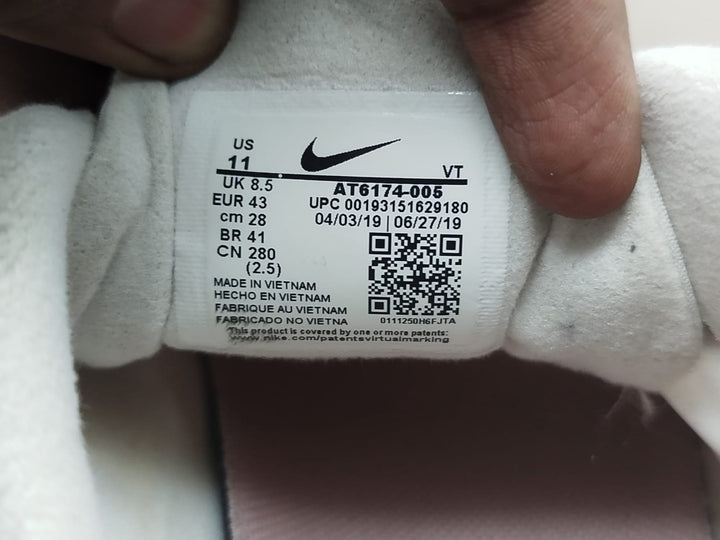 US
11
VT
UK 8.5
EUR 43
cm 28
BR 41
CN 280
(2.5)
AT6174-005
UPC 00193151629180
04/03/19 | 06/27/19
MADE IN VIETNAM
HECHO EN VIETNAM
FABRIQUE AU VIETNAM
FABRICADO NO VIETNA
0111250H6FJTA
This product is covered by one or more patents:
www.nike.com/patentsvirtualmarking